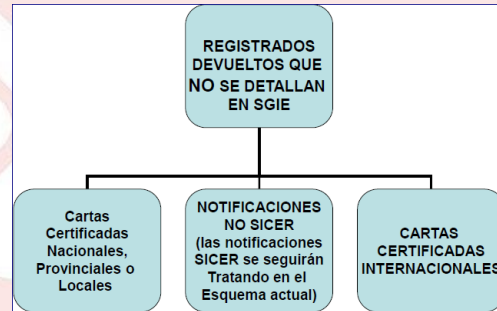 REGISTRADOS
DEVUELTOS QUE
NO SE DETALLAN
EN SGIE
Cartas
Certificadas
Nacionales,
Provinciales o
Locales
NOTIFICACIONES
NO SICER
(las notificaciones
SICER se seguirán
Tratando en el
Esquema actual)
CARTAS
CERTIFICADAS
INTERNACIONALES